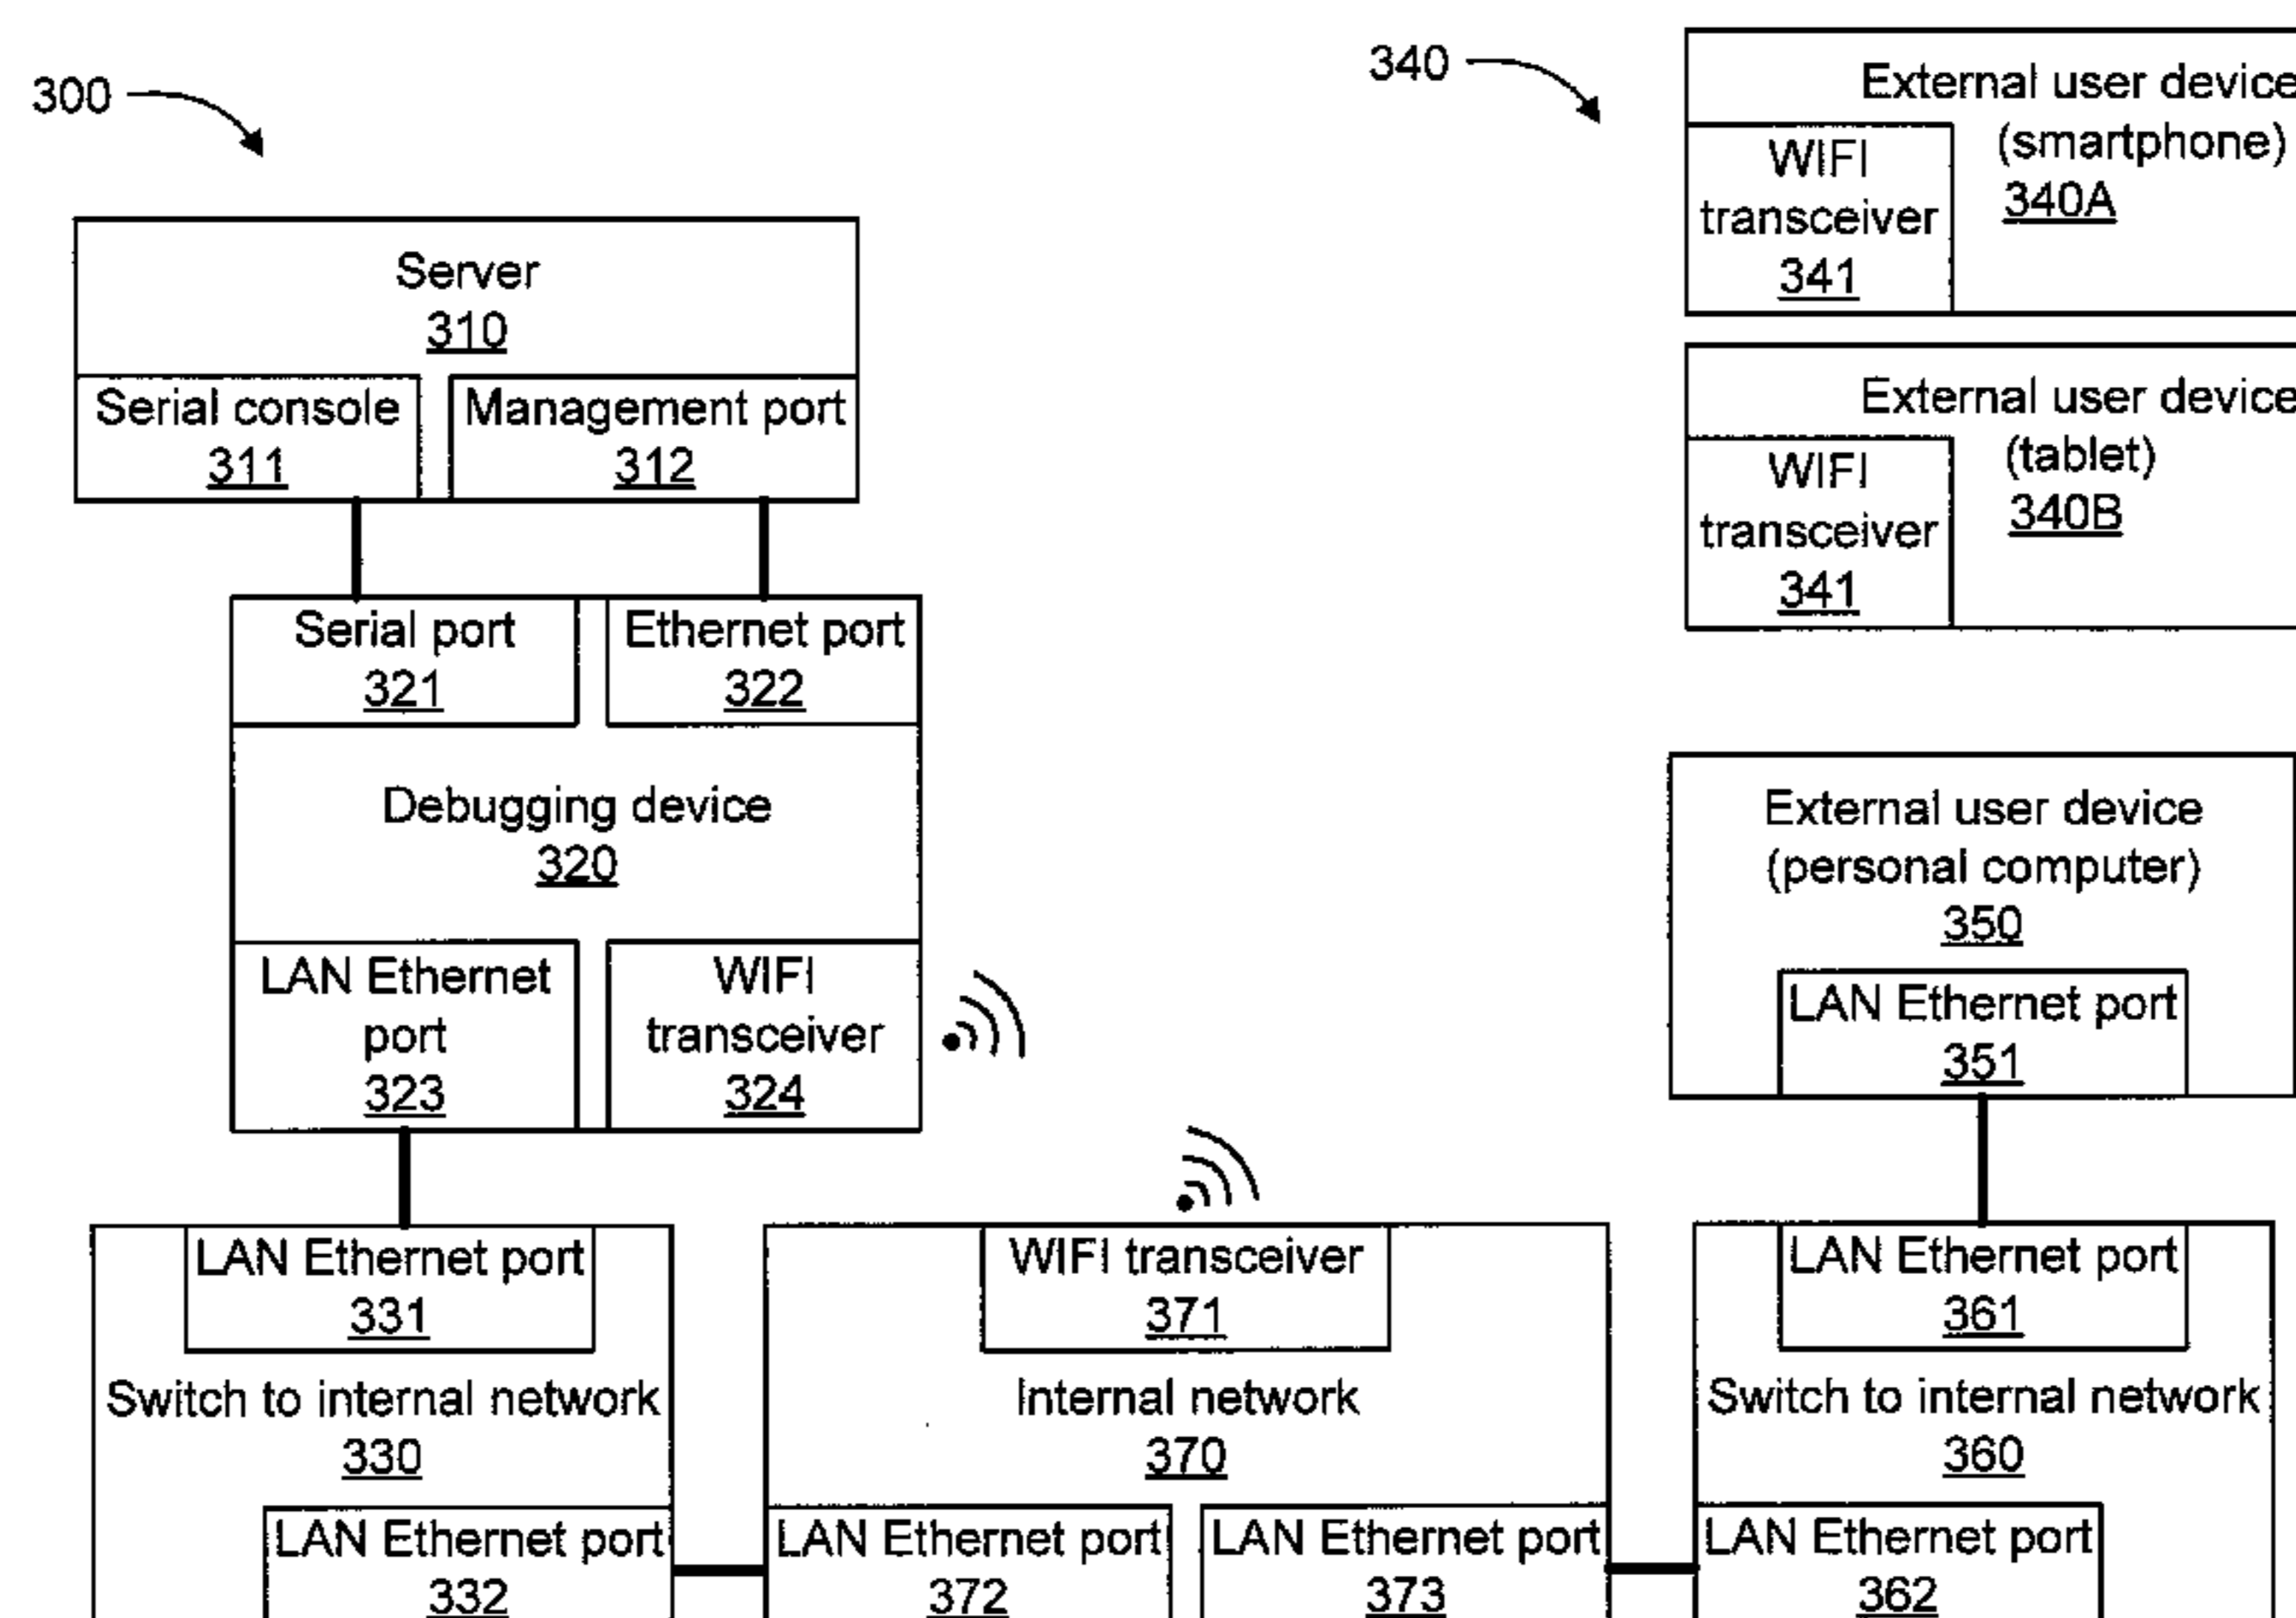 300
340
External user device
(smartphone)
340A
WIFI
transceiver
341
Server
310
Serial console
311
Management port
312
External user device
(tablet)
340B
WIFI
transceiver
341
Serial port
321
Ethernet port
322
Debugging device
320
LAN Ethernet
port
323
WIFI
transceiver
324
External user device
(personal computer)
350
LAN Ethernet port
351
LAN Ethernet port
331
Switch to internal network
330
LAN Ethernet port
332
WIFI transceiver
371
Internal network
370
LAN Ethernet port
372
LAN Ethernet port
373
LAN Ethernet port
361
Switch to internal network
360
LAN Ethernet port
362